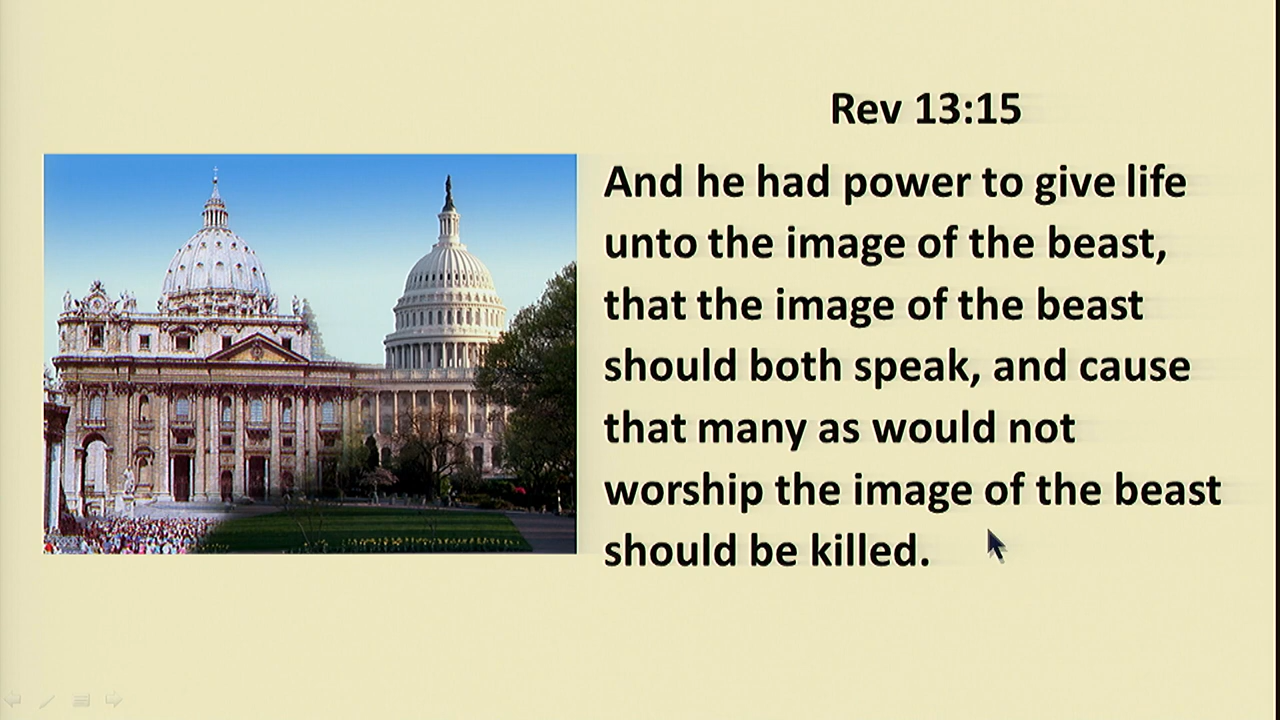 Rev 13:15
And he had power to give life
unto the image of the beast,
that the image of the beast
should both speak, and cause
that many as would not
worship the image of the beast
should be killed.